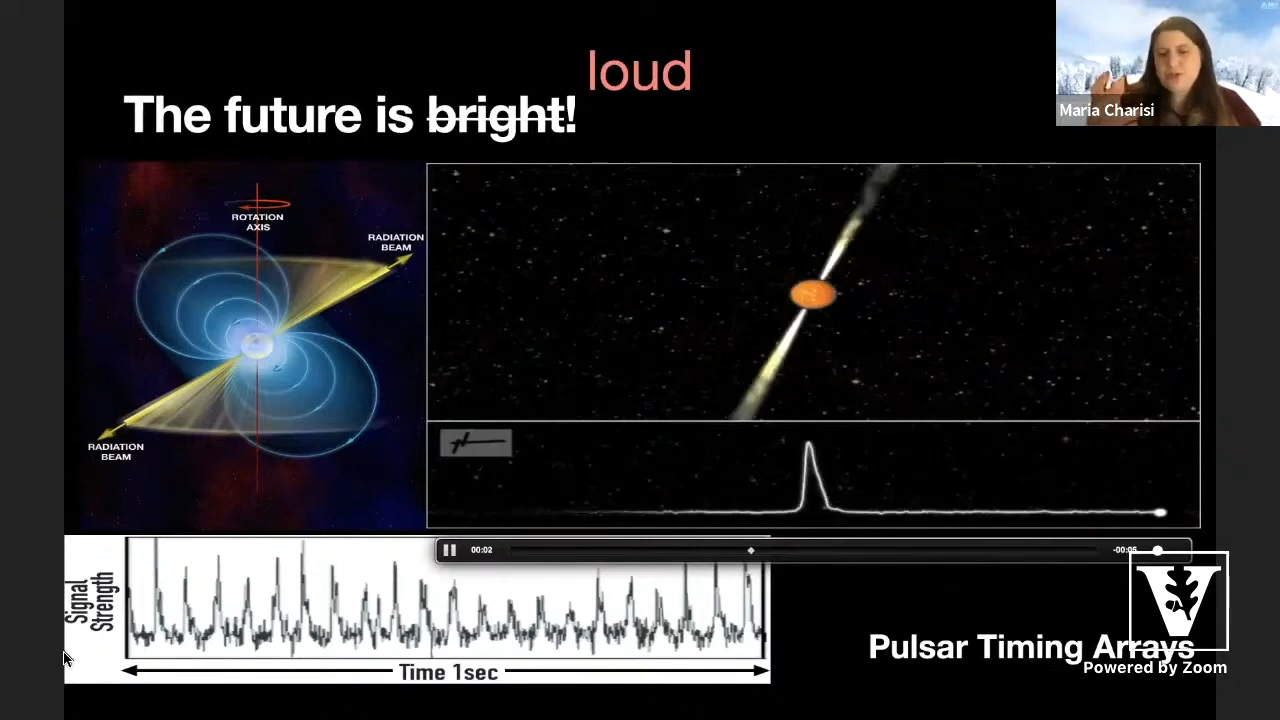 loud
The future is bright!
Maria Charisi
ROTATION
AXIS
RADIATION
BEAM
RADIATION
BEAM
00:02
Signal
Strength
Time 1sec
Pulsar Timing Arrays
V
Powered by Zoom